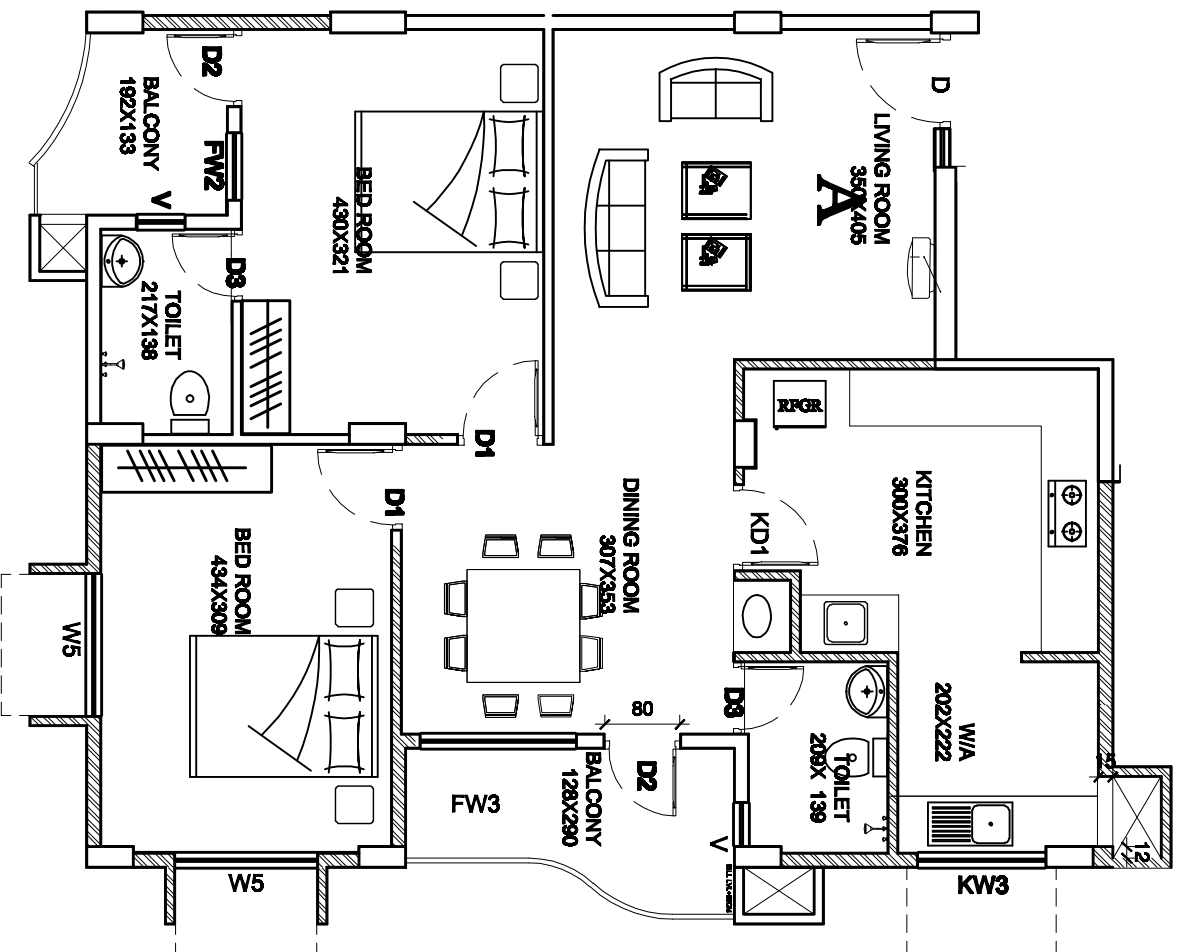 D
LIVING ROOM
350X405
A
D2
BALCONY
192X133
FW2
V
BED ROOM
430X321
D3
TOILET
217X138
D1
D1
RFGR
KITCHEN
300X376
KD1
DINING ROOM
307X353
BED ROOM
434X309
W5
W5
80
D2
D3
BALCONY
128X290
FW3
V
TOILET
209X 139
W/A
202X222
15
12
KW3